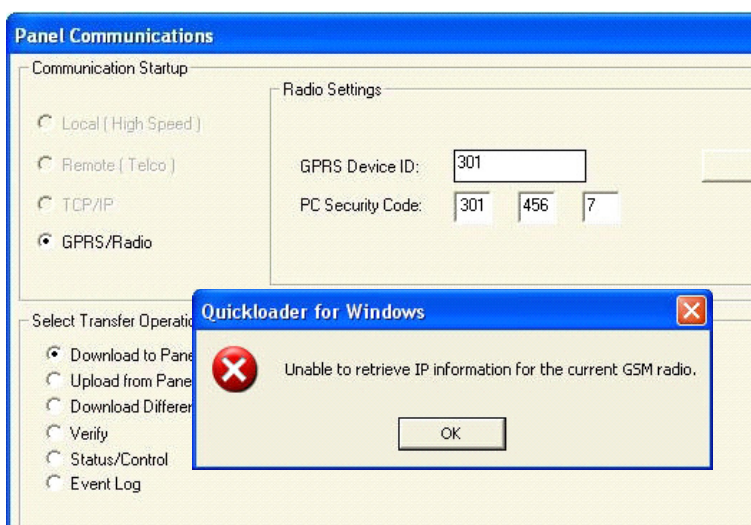 Panel Communications
Communication Startup
Local ( High Speed )
Remote ( Telco )
TCP/IP
GPRS/Radio
Radio Settings
GPRS Device ID: 301
PC Security Code: 301 456 7
Select Transfer Operatio
Download to Pane
Upload from Pane
Download Differen
Verify
Status/Control
Event Log
Quickloader for Windows
Unable to retrieve IP information for the current GSM radio.
OK